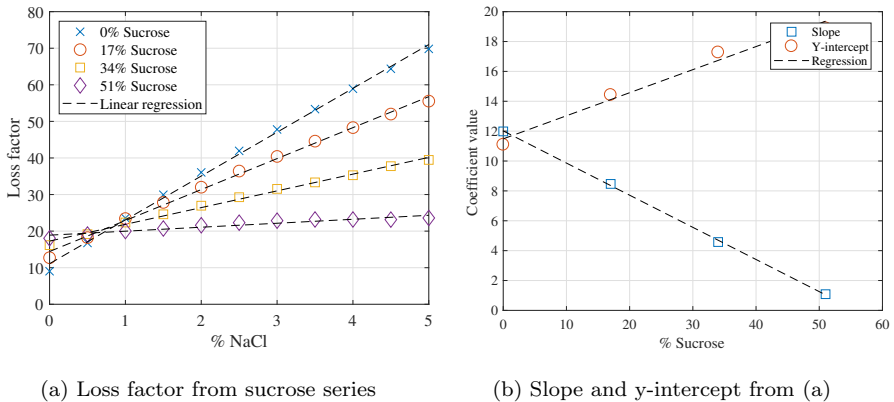 80
70
60
50
40
30
20
10
0
Loss factor
0% Sucrose
17% Sucrose
34% Sucrose
51% Sucrose
Linear regression
0 1 2 3 4 5
% NaCl
(a) Loss factor from sucrose series
20
18
16
14
12
10
8
6
4
2
0
Coefficient value
Slope
Y-intercept
Regression
0 10 20 30 40 50 60
% Sucrose
(b) Slope and y-intercept from (a)